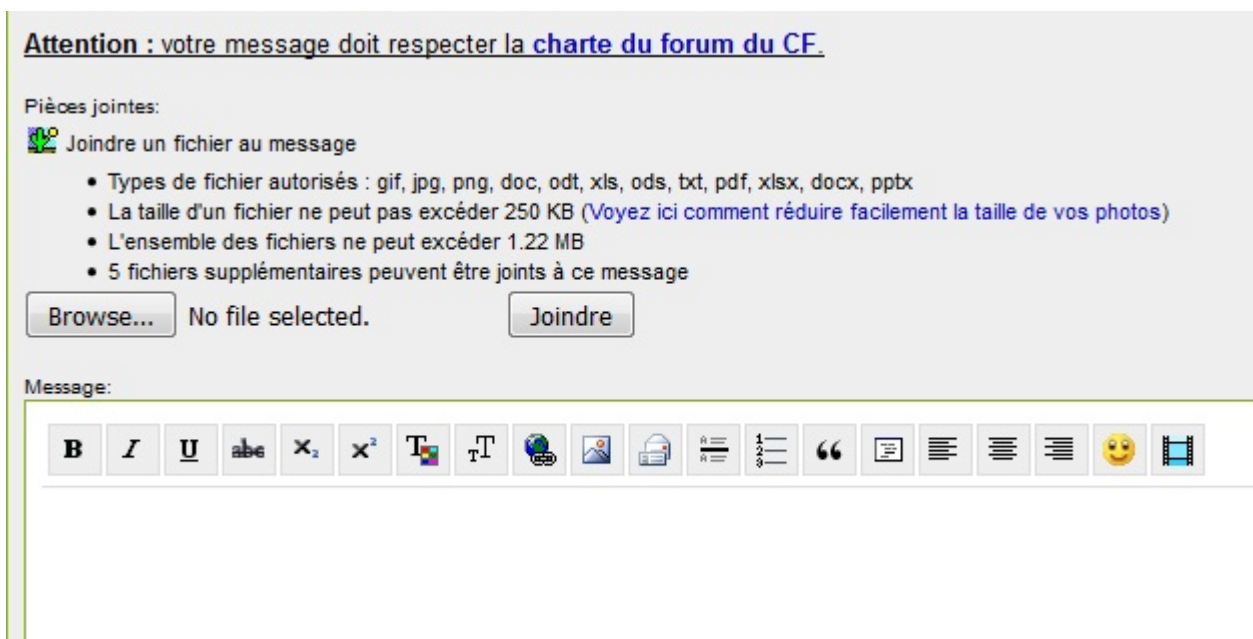 Attention : votre message doit respecter la charte du forum du CF.
Pièces jointes:
Joindre un fichier au message
• Types de fichier autorisés : gif, jpg, png, doc, odt, xls, ods, txt, pdf, xlsx, docx, pptx
• La taille d'un fichier ne peut pas excéder 250 KB (Voyez ici comment réduire facilement la taille de vos photos)
• L'ensemble des fichiers ne peut excéder 1.22 MB
• 5 fichiers supplémentaires peuvent être joints à ce message
Browse... No file selected. Joindre
Message:
B I U abc x₂ x² T TT